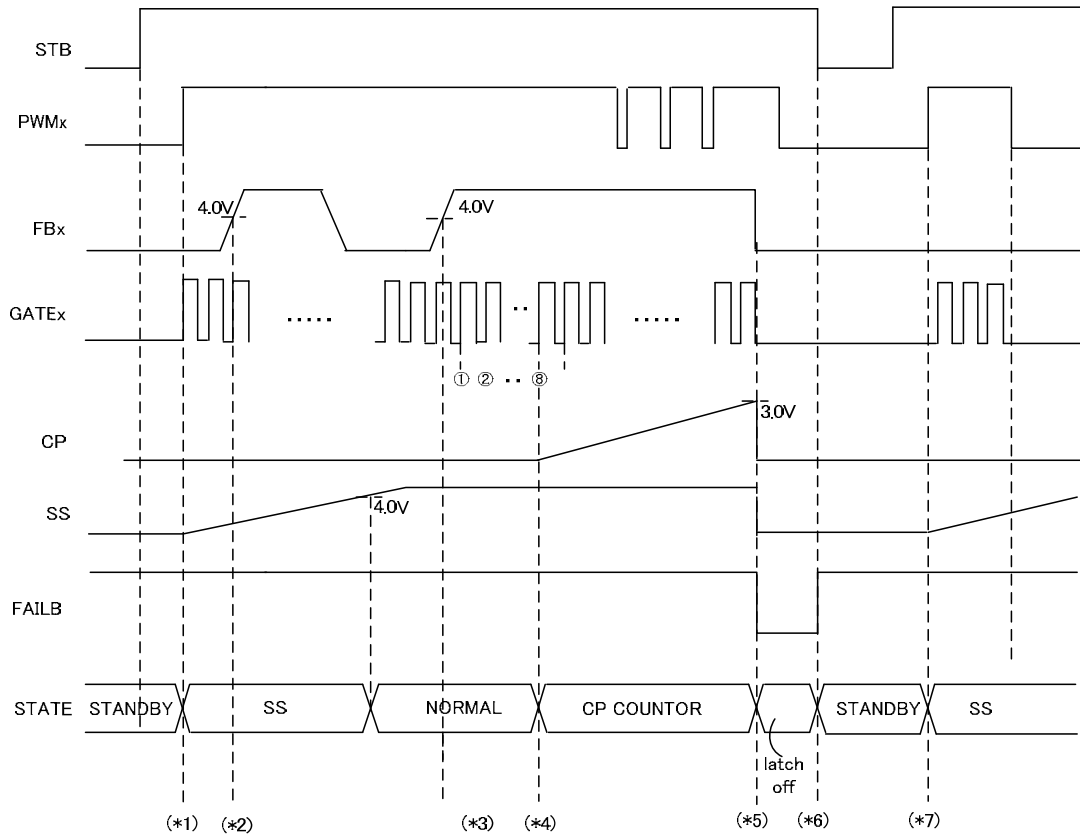 STB
PWMx
4.0V
4.0V
FBx
GATEx
.....
..
.....
① ② .. ⑧
3.0V
CP
4.0V
SS
FAILB
STATE STANDBY SS NORMAL CP COUNTOR STANDBY SS
latch
off
(*1) (*2) (*3) (*4) (*5) (*6) (*7)